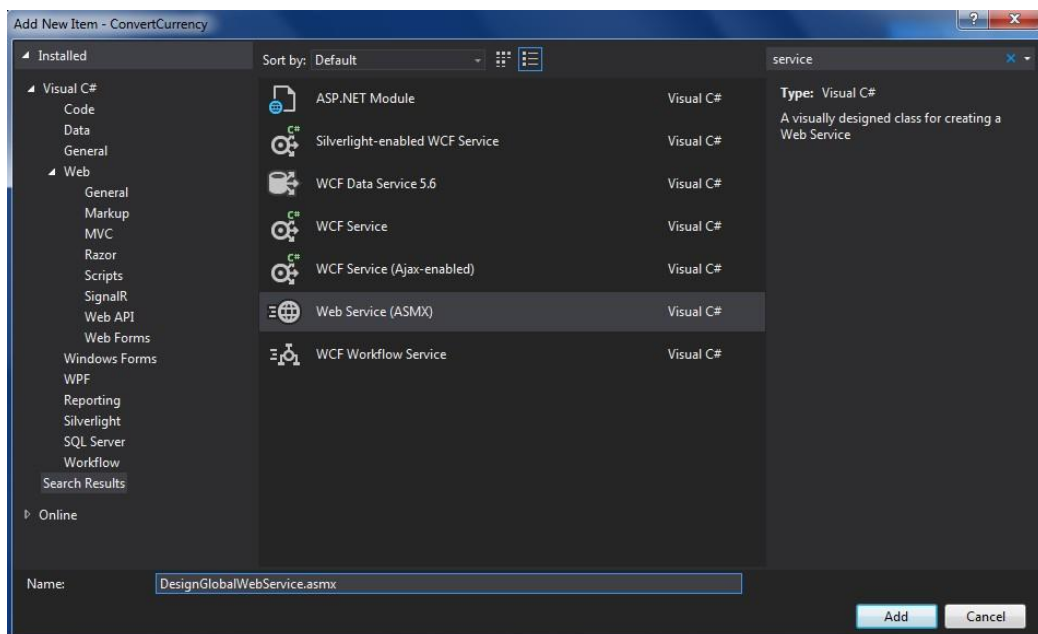 Add New Item - ConvertCurrency
Installed
Sort by: Default
service
Visual C#
Code
Data
General
Web
General
Markup
MVC
Razor
Scripts
SignalR
Web API
Web Forms
Windows Forms
WPF
Reporting
Silverlight
SQL Server
Workflow
Search Results
Online
ASP.NET Module Visual C#
Silverlight-enabled WCF Service Visual C#
WCF Data Service 5.6 Visual C#
WCF Service Visual C#
WCF Service (Ajax-enabled) Visual C#
Web Service (ASMX) Visual C#
WCF Workflow Service Visual C#
Type: Visual C#
A visually designed class for creating a
Web Service
Name: DesignGlobalWebService.asmx
Add Cancel